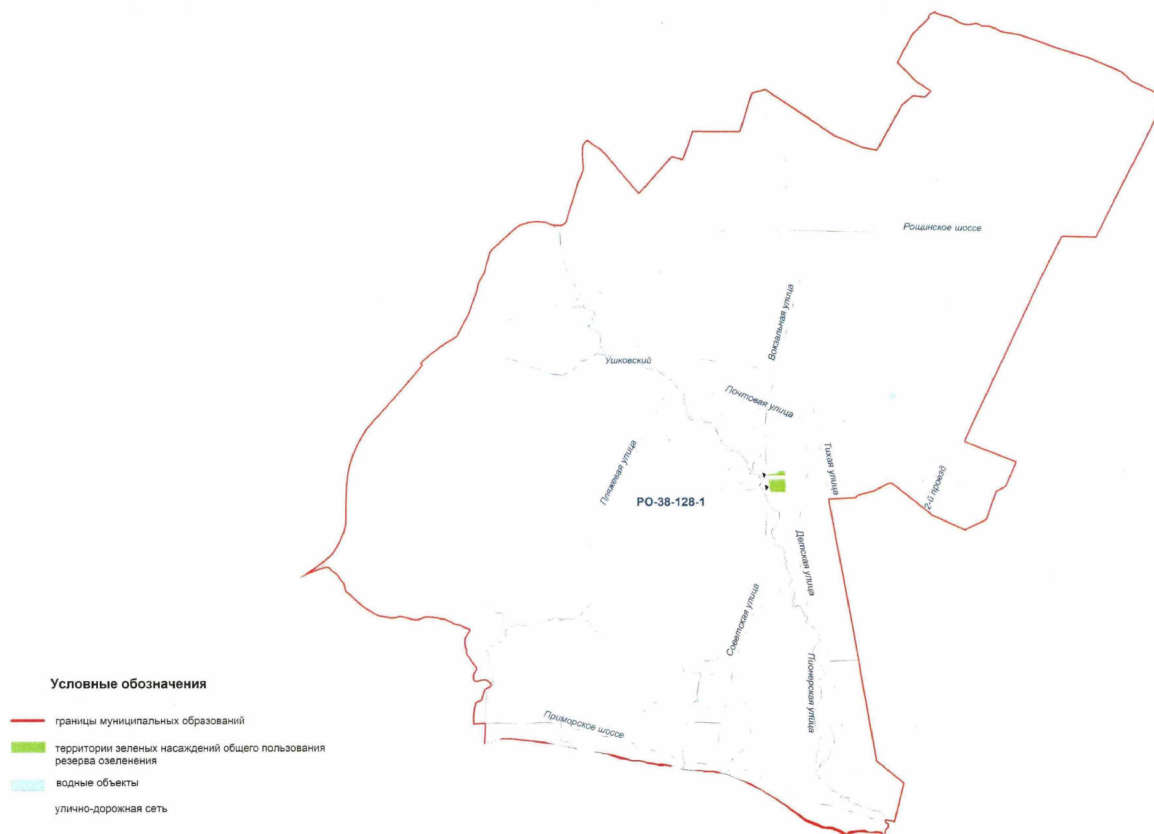 Рощинское шоссе
Вокзальная улица
Ушковский
Почтовая улица
Тихая улица
Пляжевая улица
2-й проезд
РО-38-128-1
Детская улица
Советская улица
Пионерская улица
Приморское шоссе
Условные обозначения
границы муниципальных образований
территории зеленых насаждений общего пользования
резерва озеленения
водные объекты
улично-дорожная сеть